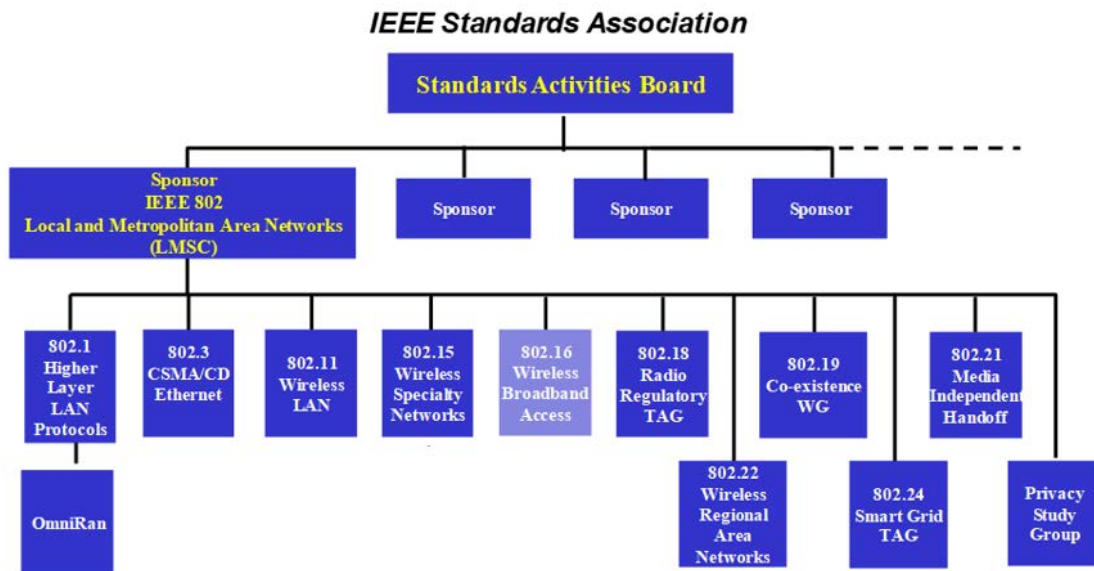 IEEE Standards Association
Standards Activities Board
Sponsor
IEEE 802
Local and Metropolitan Area Networks
(LMSC)
Sponsor
Sponsor
Sponsor
802.1
Higher
Layer
LAN
Protocols
802.3
CSMA/CD
Ethernet
802.11
Wireless
LAN
802.15
Wireless
Specialty
Networks
802.16
Wireless
Broadband
Access
802.18
Radio
Regulatory
TAG
802.19
Co-existence
WG
802.21
Media
Independent
Handoff
OmniRan
802.22
Wireless
Regional
Area
Networks
802.24
Smart Grid
TAG
Privacy
Study
Group